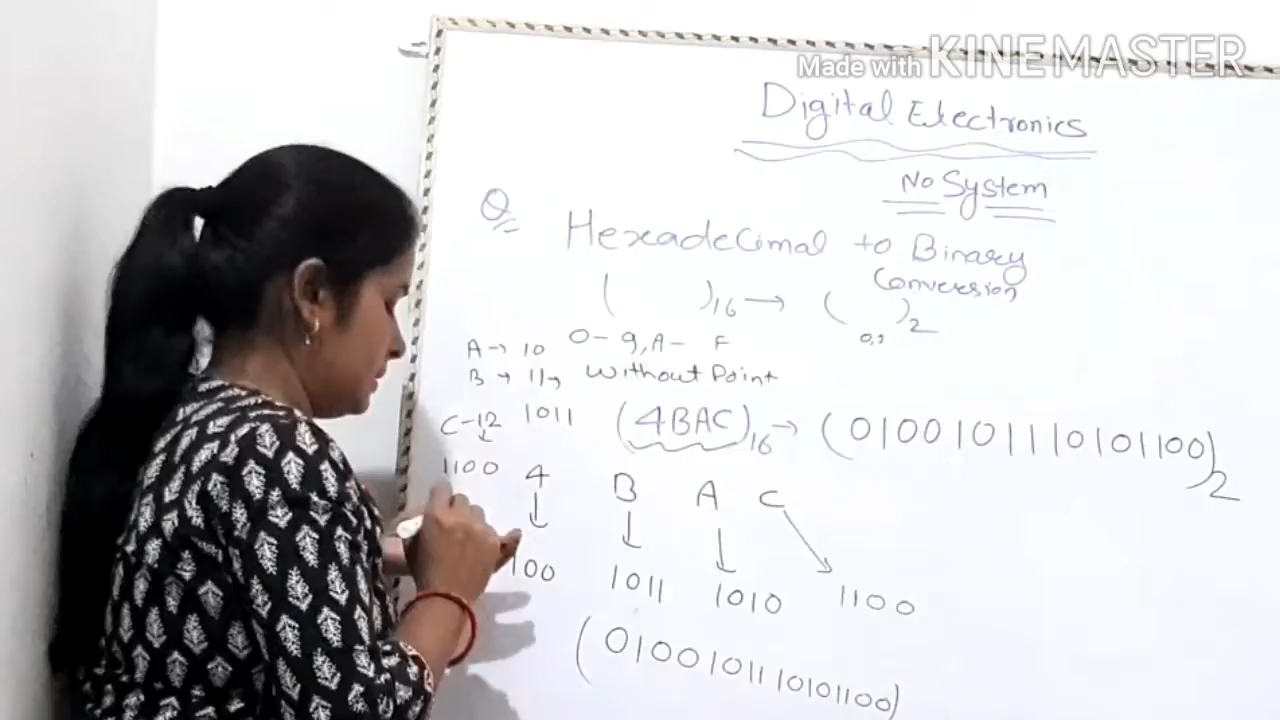 Made with KINEMASTER
Digital Electronics
No System
Q
Hexadecimal to Binary
Conversion
( )16 → ( )2
0,1
A → 10 0-9, A- F
B → 11 → Without Point
C-12 1011 (4BAC)16 → (0100101110101100)2
1100
4 B A C
100 1011 1010 1100
(0100101110101100)